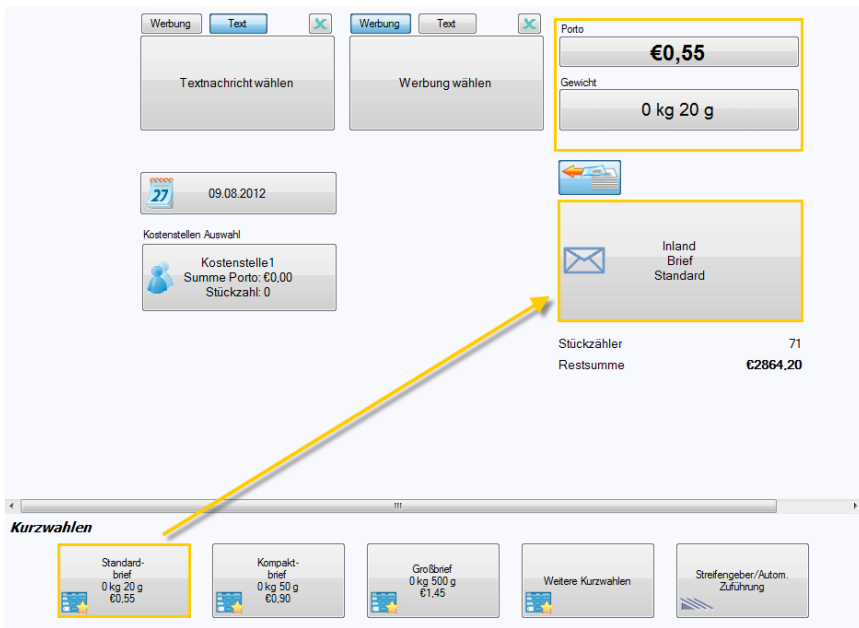 Werbung Text
Textnachricht wählen
Werbung Text
Werbung wählen
Porto
€0,55
Gewicht
0 kg 20 g
27
09.08.2012
Kostenstellen Auswahl
Kostenstelle1
Summe Porto: €0,00
Stückzahl: 0
Inland
Brief
Standard
Stückzähler 71
Restsumme €2864,20
Kurzwahlen
Standard-
brief
0 kg 20 g
€0,55
Kompakt-
brief
0 kg 50 g
€0,90
Großbrief
0 kg 500 g
€1,45
Weitere Kurzwahlen
Streifengeber/Autom.
Zuführung